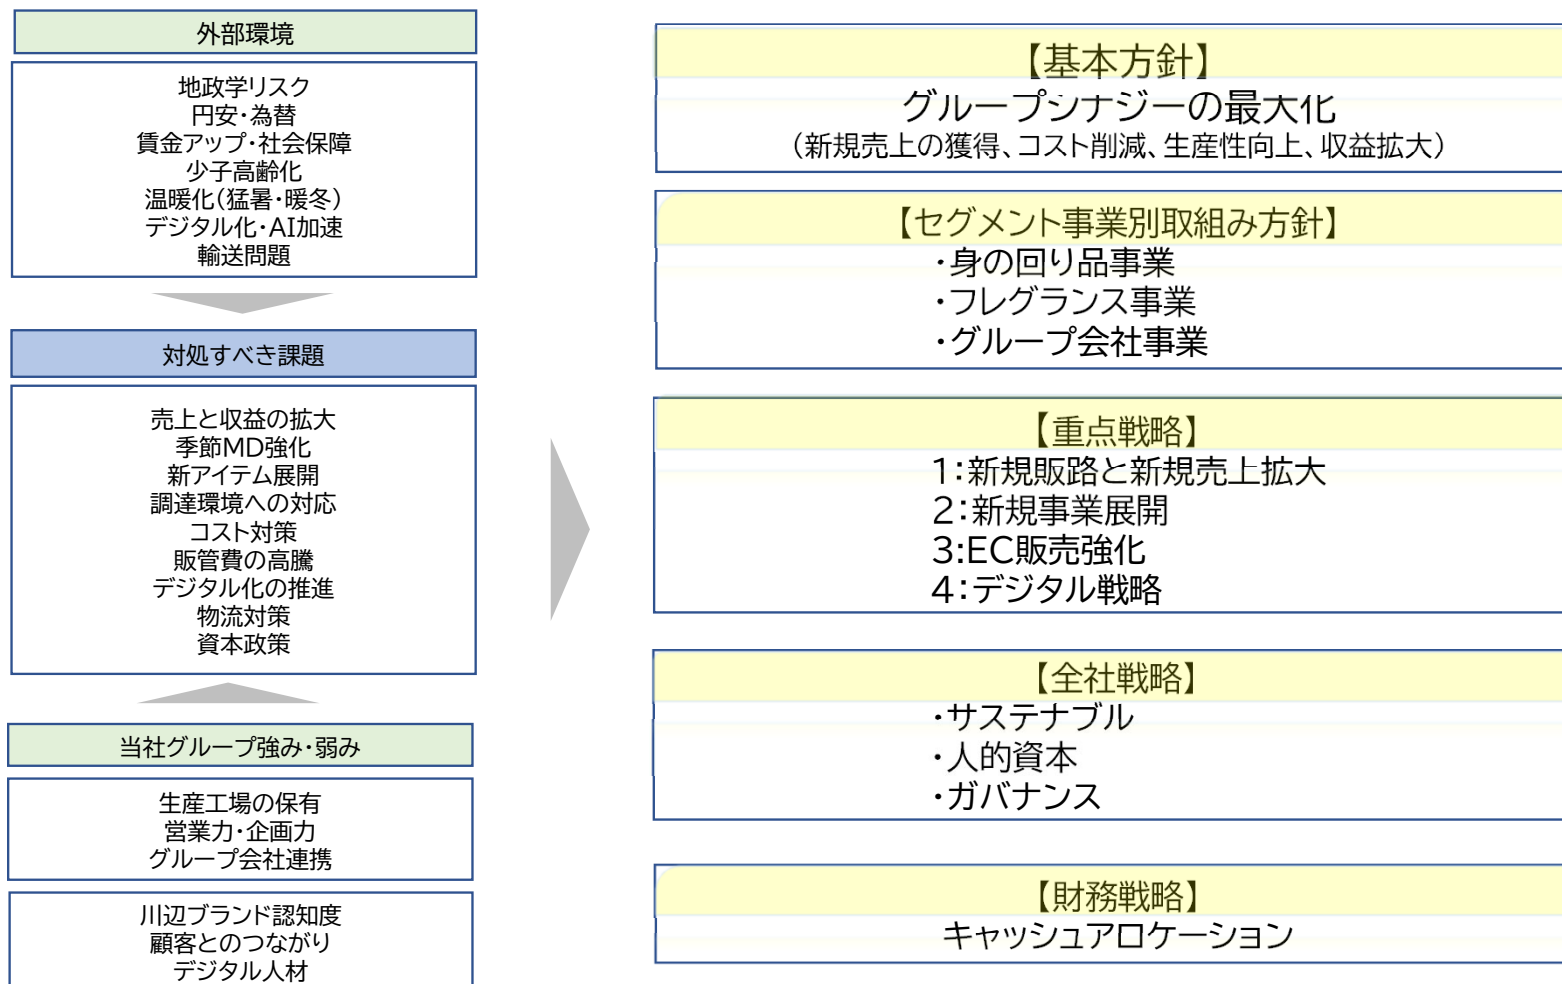 外部環境
地政学リスク
円安・為替
賃金アップ・社会保障
少子高齢化
温暖化（猛暑・暖冬）
デジタル化・AI加速
輸送問題
対処すべき課題
売上と収益の拡大
季節MD強化
新アイテム展開
調達環境への対応
コスト対策
販管費の高騰
デジタル化の推進
物流対策
資本政策
当社グループ強み・弱み
生産工場の保有
営業力・企画力
グループ会社連携
川辺ブランド認知度
顧客とのつながり
デジタル人材
【基本方針】
グループシナジーの最大化
（新規売上の獲得、コスト削減、生産性向上、収益拡大）
【セグメント事業別取組み方針】
・身の回り品事業
・フレグランス事業
・グループ会社事業
【重点戦略】
1：新規販路と新規売上拡大
2：新規事業展開
3:EC販売強化
4：デジタル戦略
【全社戦略】
・サステナブル
・人的資本
・ガバナンス
【財務戦略】
キャッシュアロケーション